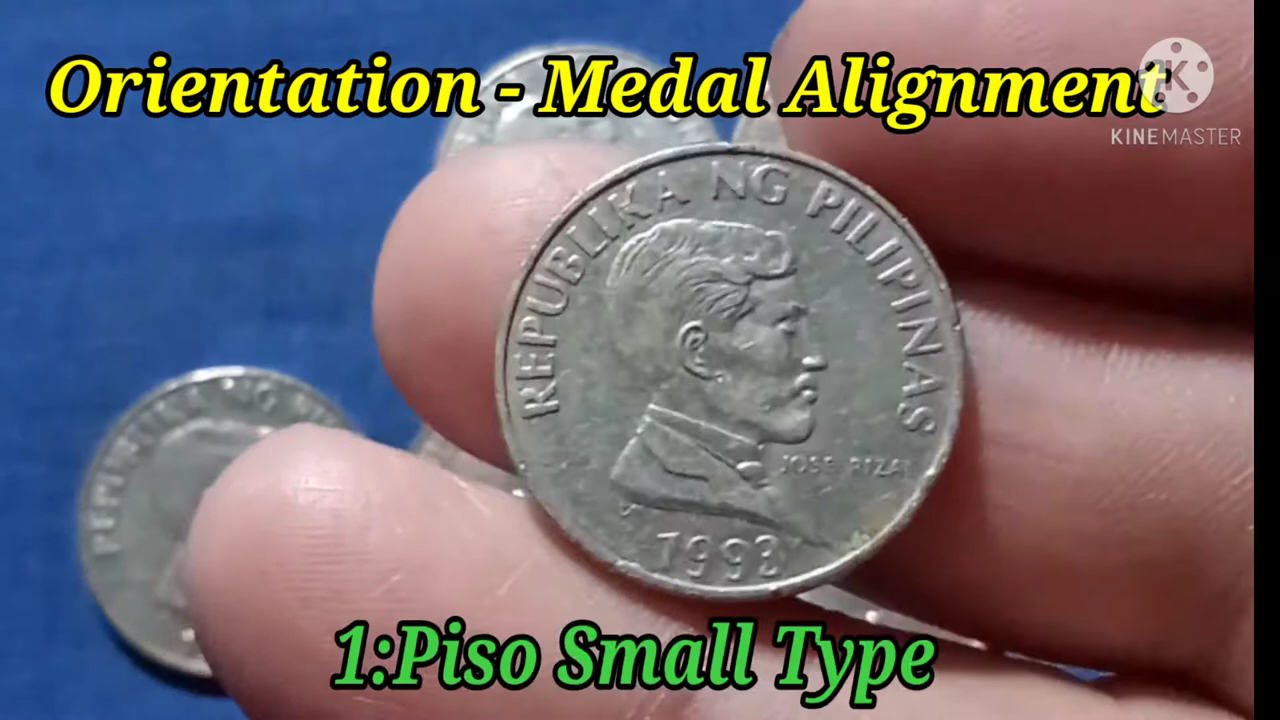 Orientation - Medal Alignment
KINEMASTER
REPUBLIKA NG PILIPINAS
JOSE RIZAL
1993
1:Piso Small Type